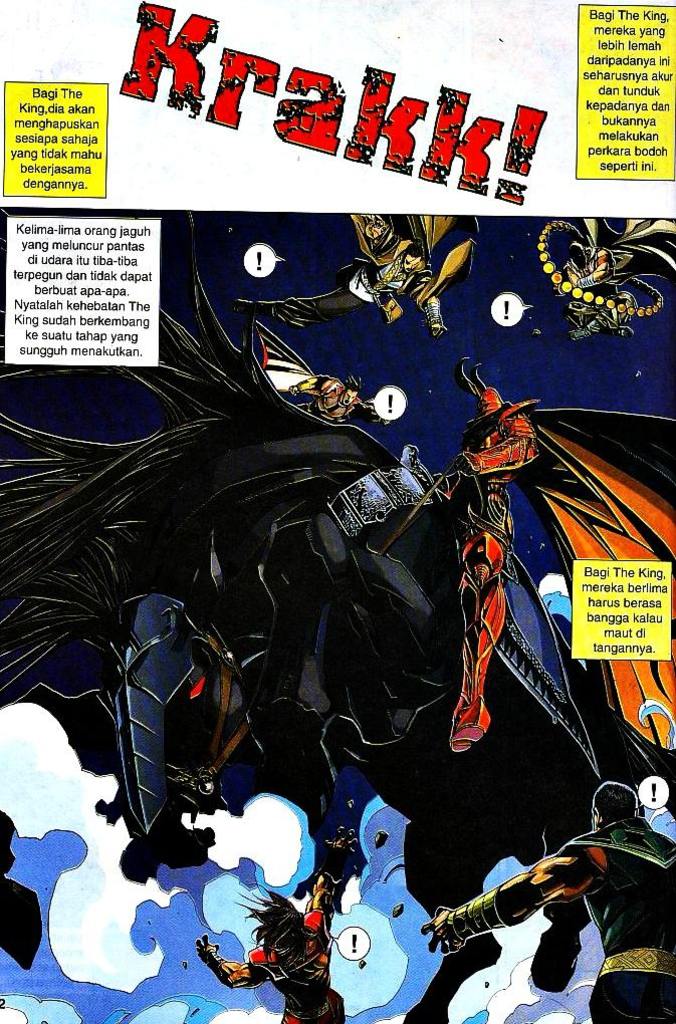 Krakk!
Bagi The
King,dia akan
menghapuskan
sesiapa sahaja
yang tidak mahu
bekerjasama
dengannya.
Bagi The King,
mereka yang
lebih lemah
daripadanya ini
seharusnya akur
dan tunduk
kepadanya dan
bukannya
melakukan
perkara bodoh
seperti ini.
Kelima-lima orang jaguh
yang meluncur pantas
di udara itu tiba-tiba
terpegun dan tidak dapat
berbuat apa-apa.
Nyatalah kehebatan The
King sudah berkembang
ke suatu tahap yang
sungguh menakutkan.
!
!
!
Bagi The King,
mereka berlima
harus berasa
bangga kalau
maut di
tangannya.
!
!
2